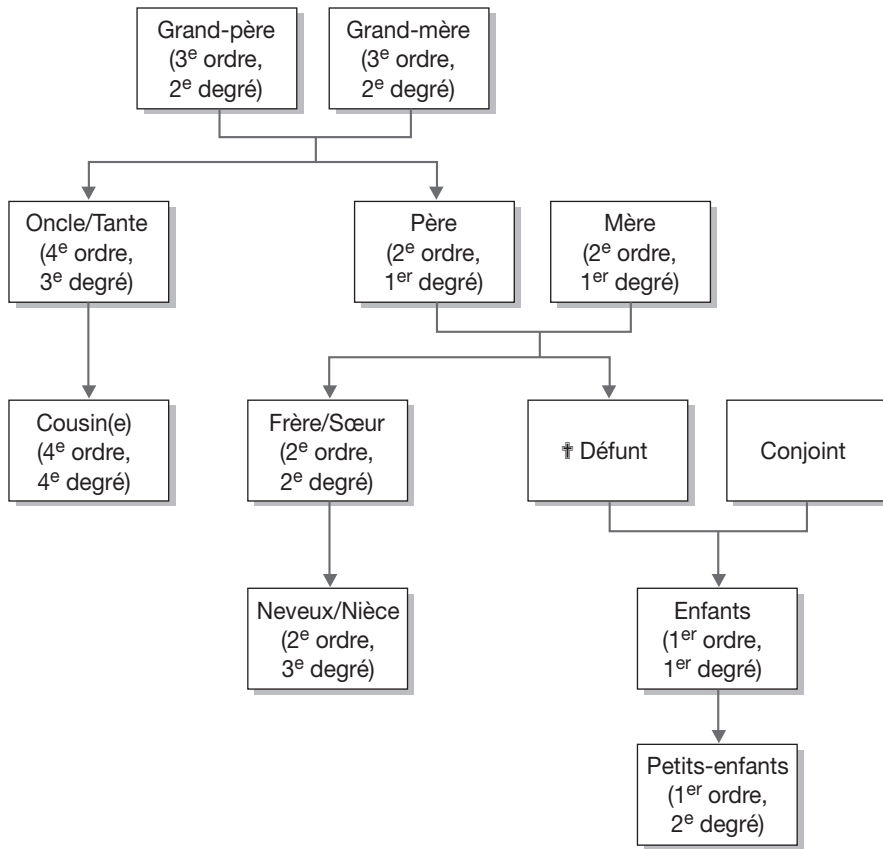 Grand-père
(3e ordre,
2e degré)
Grand-mère
(3e ordre,
2e degré)
Oncle/Tante
(4e ordre,
3e degré)
Père
(2e ordre,
1er degré)
Mère
(2e ordre,
1er degré)
Cousin(e)
(4e ordre,
4e degré)
Frère/Sœur
(2e ordre,
2e degré)
✟ Défunt
Conjoint
Neveux/Nièce
(2e ordre,
3e degré)
Enfants
(1er ordre,
1er degré)
Petits-enfants
(1er ordre,
2e degré)